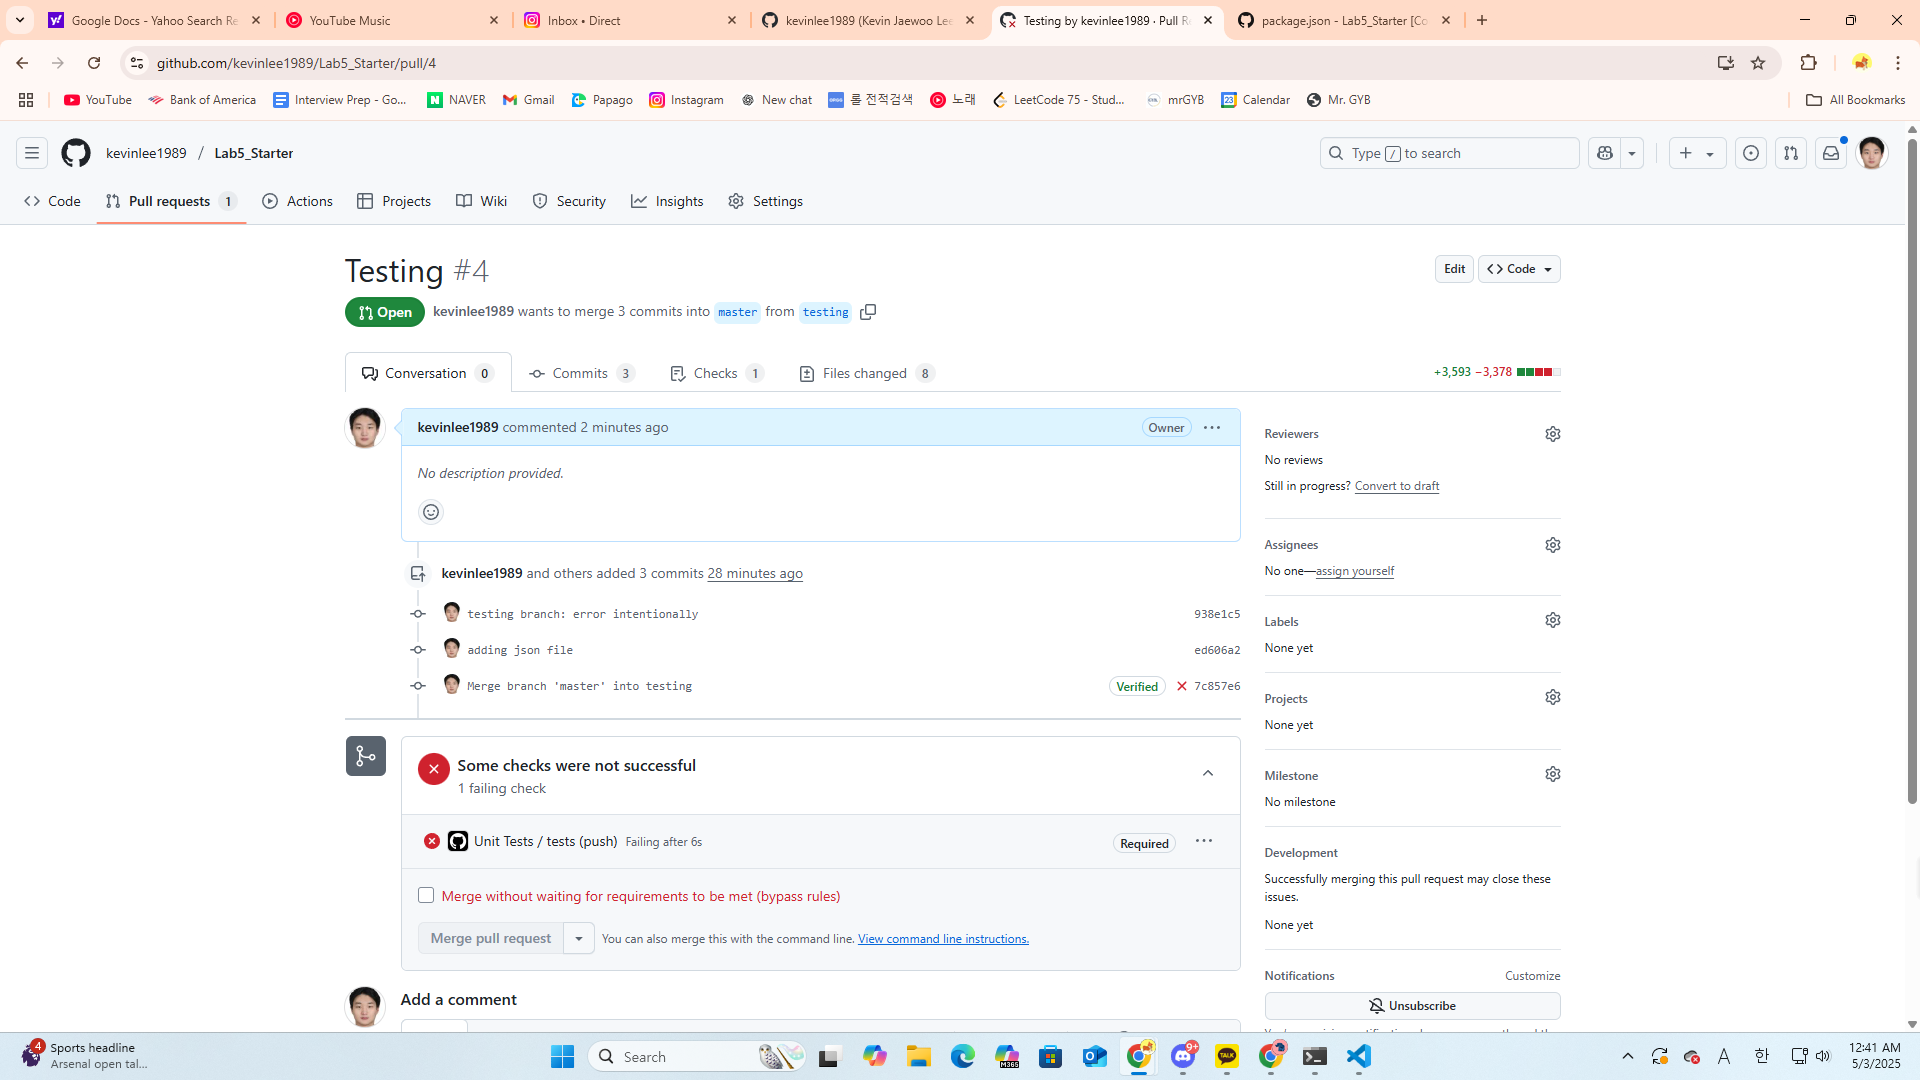 Google Docs - Yahoo Search Re
YouTube Music
Inbox • Direct
kevinlee1989 (Kevin Jaewoo Lee
Testing by kevinlee1989 · Pull R
package.json - Lab5_Starter [Co
github.com/kevinlee1989/Lab5_Starter/pull/4
YouTube
Bank of America
Interview Prep - Go...
NAVER
Gmail
Papago
Instagram
New chat
롤 전적검색
노래
LeetCode 75 - Stud...
mrGYB
Calendar
Mr. GYB
All Bookmarks
kevinlee1989 / Lab5_Starter
Type / to search
Code
Pull requests 1
Actions
Projects
Wiki
Security
Insights
Settings
Testing #4
Edit
Code
Open
kevinlee1989 wants to merge 3 commits into master from testing
Conversation 0
Commits 3
Checks 1
Files changed 8
+3,593 −3,378
kevinlee1989 commented 2 minutes ago
Owner
No description provided.
kevinlee1989 and others added 3 commits 28 minutes ago
testing branch: error intentionally
938e1c5
adding json file
ed606a2
Merge branch 'master' into testing
Verified
7c857e6
Some checks were not successful
1 failing check
Unit Tests / tests (push) Failing after 6s
Required
Merge without waiting for requirements to be met (bypass rules)
Merge pull request
You can also merge this with the command line. View command line instructions.
Add a comment
Reviewers
No reviews
Still in progress? Convert to draft
Assignees
No one—assign yourself
Labels
None yet
Projects
None yet
Milestone
No milestone
Development
Successfully merging this pull request may close these
issues.
None yet
Notifications
Customize
Unsubscribe
4
Sports headline
Arsenal open tal...
Search
M365
9+
TALK
A
한
12:41 AM
5/3/2025